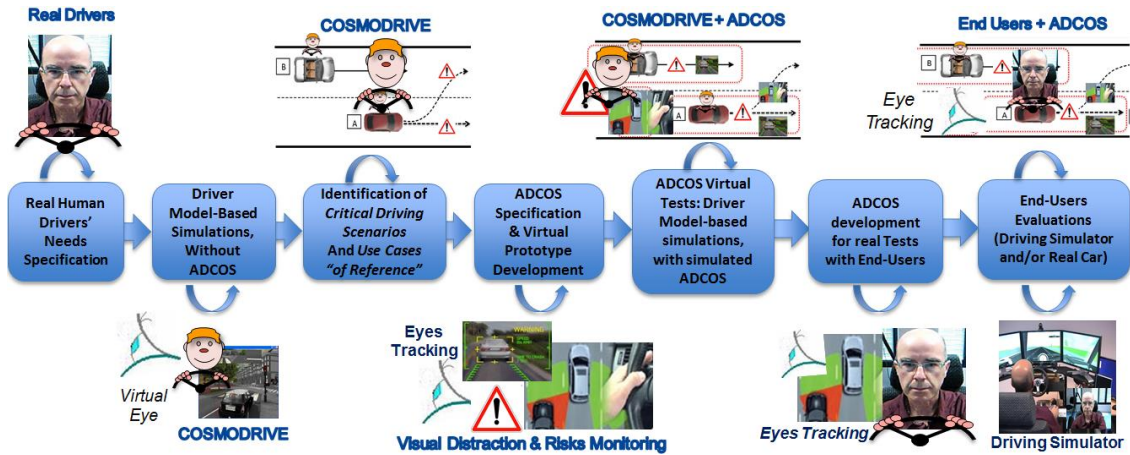 Real Drivers
COSMODRIVE
COSMODRIVE + ADCOS
End Users + ADCOS
B
A
B
A
B
A
Eye
Tracking
Real Human
Drivers'
Needs
Specification
Driver
Model-Based
Simulations,
Without
ADCOS
Identification of
Critical Driving
Scenarios
And Use Cases
"of Reference"
ADCOS
Specification
& Virtual
Prototype
Development
ADCOS Virtual
Tests: Driver
Model-based
simulations,
with simulated
ADCOS
ADCOS
development
for real Tests
with End-Users
End-Users
Evaluations
(Driving Simulator
and/or Real Car)
Virtual
Eye
COSMODRIVE
Eyes
Tracking
WARNING
Visual Distraction & Risks Monitoring
Eyes Tracking
Driving Simulator